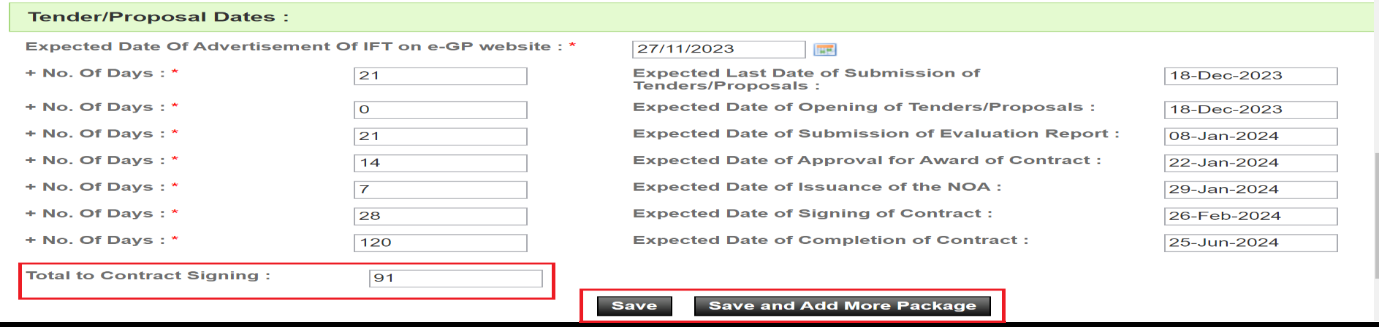 Tender/Proposal Dates :
Expected Date Of Advertisement Of IFT on e-GP website : * 27/11/2023
+ No. Of Days : * 21 Expected Last Date of Submission of Tenders/Proposals : 18-Dec-2023
+ No. Of Days : * 0 Expected Date of Opening of Tenders/Proposals : 18-Dec-2023
+ No. Of Days : * 21 Expected Date of Submission of Evaluation Report : 08-Jan-2024
+ No. Of Days : * 14 Expected Date of Approval for Award of Contract : 22-Jan-2024
+ No. Of Days : * 7 Expected Date of Issuance of the NOA : 29-Jan-2024
+ No. Of Days : * 28 Expected Date of Signing of Contract : 26-Feb-2024
+ No. Of Days : * 120 Expected Date of Completion of Contract : 25-Jun-2024
Total to Contract Signing : 91
Save Save and Add More Package